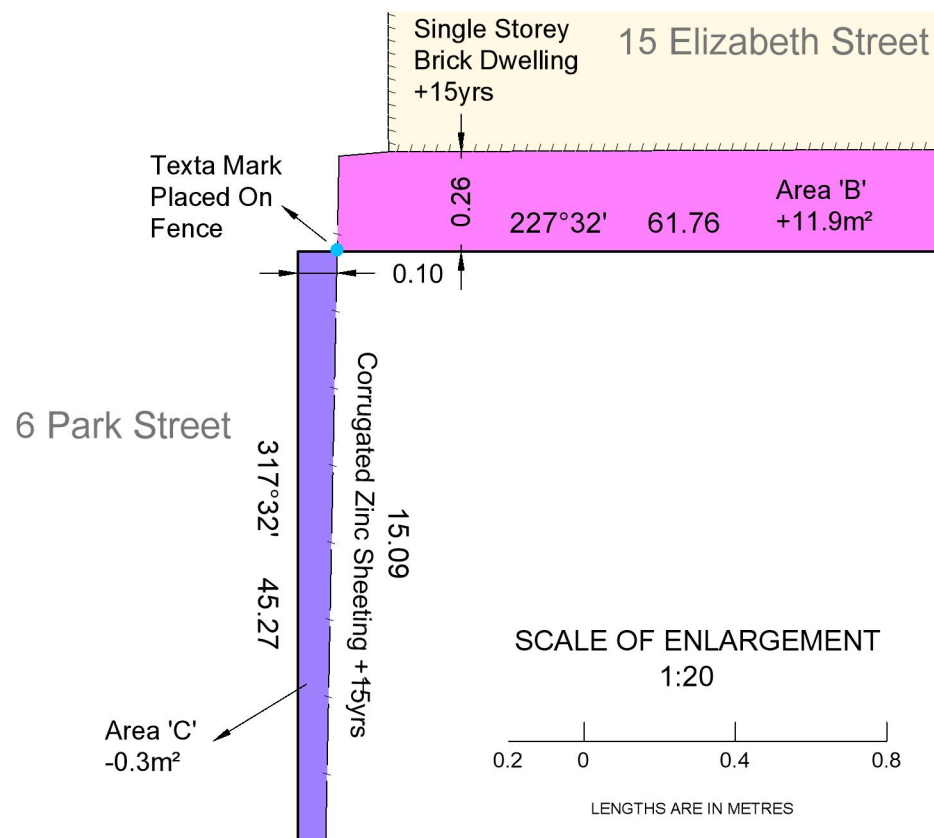 Single Storey
Brick Dwelling
+15yrs
15 Elizabeth Street
Texta Mark
Placed On
Fence
0.26
227°32' 61.76
Area 'B'
+11.9m²
0.10
6 Park Street
317°32' 45.27
Corrugated Zinc Sheeting +15yrs
15.09
Area 'C'
-0.3m²
SCALE OF ENLARGEMENT
1:20
0.2 0 0.4 0.8
LENGTHS ARE IN METRES